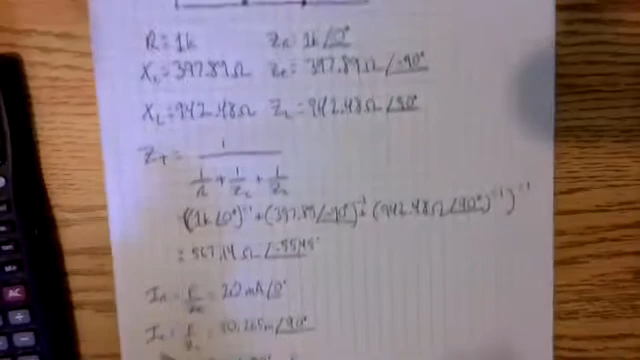 R = 1k Z_R = 1k∠0°
X_C = 397.89Ω Z_C = 397.89Ω∠-90°
X_L = 942.48Ω Z_L = 942.48Ω∠90°
Z_T = 1 / (1/R + 1/Z_C + 1/Z_L)
((1k∠0°)^-1 + (397.89∠-90°)^-1 + (942.48Ω∠90°)^-1)^-1
= 567.14Ω∠-55.45°
I_R = E/Z_R = 20mA∠0°
I_C = E/Z_C = 50.265m∠90°
AC